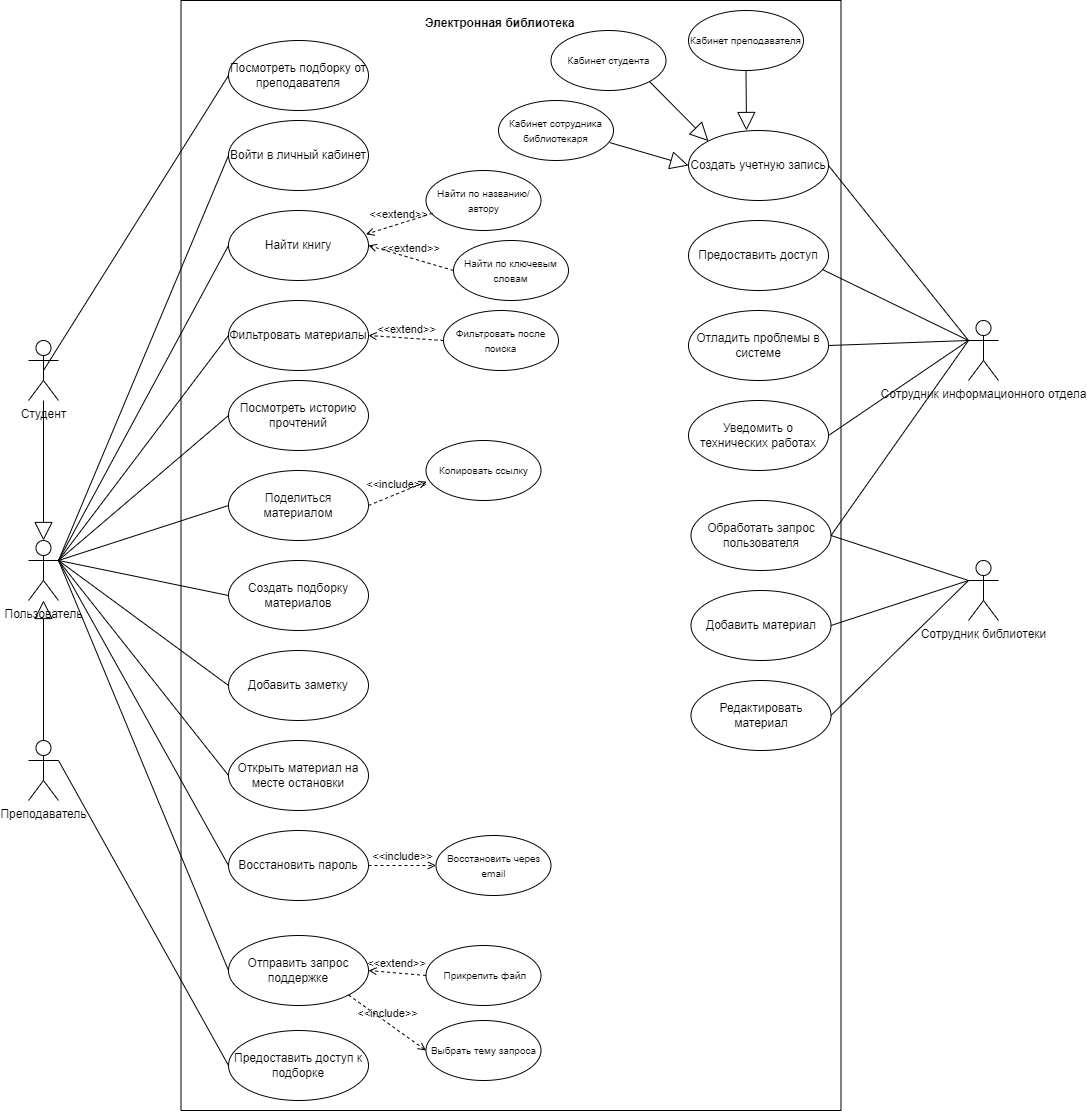 Электронная библиотека
Кабинет преподавателя
Кабинет студента
Посмотреть подборку от
преподавателя
Кабинет сотрудника
библиотекаря
Войти в личный кабинет
Создать учетную запись
Найти по названию/
автору
<<extend>>
Найти книгу
<<extend>>
Найти по ключевым
словам
Предоставить доступ
Фильтровать материалы
<<extend>>
Фильтровать после
поиска
Отладить проблемы в
системе
Студент
Сотрудник информационного отдела
Посмотреть историю
прочтений
Уведомить о
технических работах
Копировать ссылку
<<include>>
Поделиться
материалом
Обработать запрос
пользователя
Пользователь
Создать подборку
материалов
Добавить материал
Сотрудник библиотеки
Добавить заметку
Редактировать
материал
Открыть материал на
месте остановки
Преподаватель
Восстановить пароль
<<include>>
Восстановить через
email
Отправить запрос
поддержке
<<extend>>
Прикрепить файл
<<include>>
Выбрать тему запроса
Предоставить доступ к
подборке